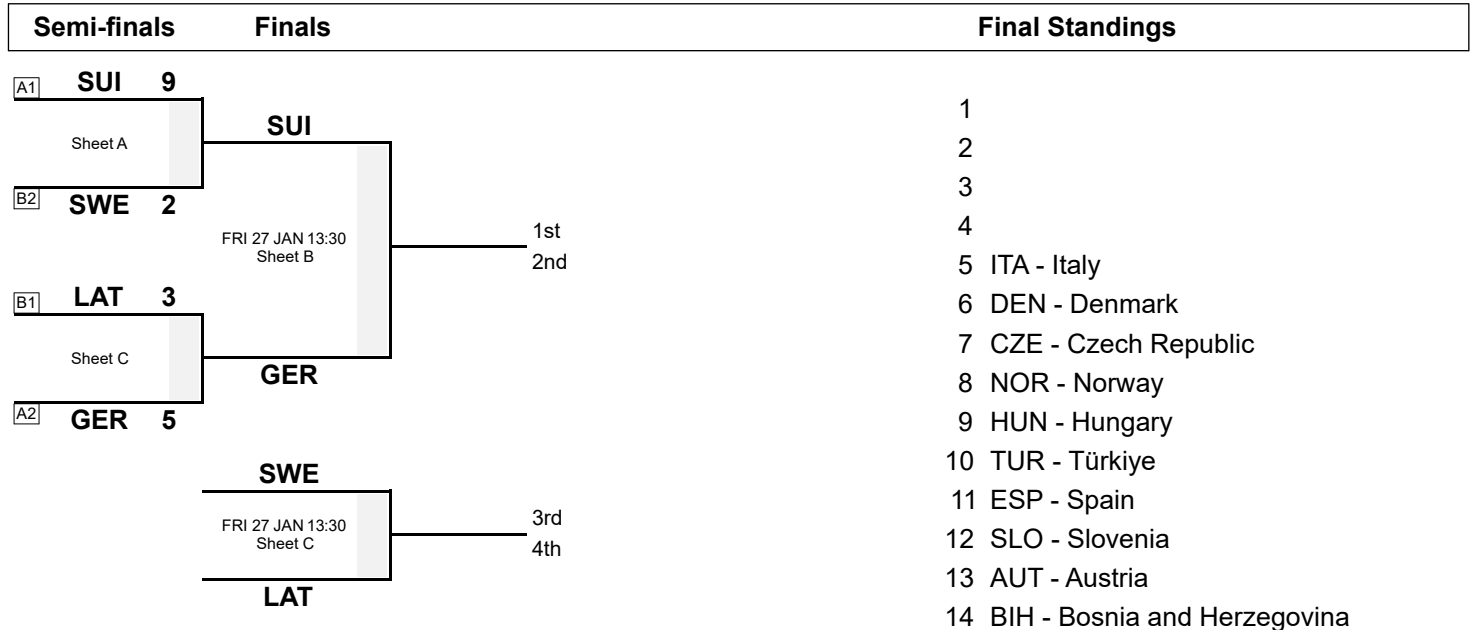 Semi-finals Finals Final Standings
A1 SUI 9
Sheet A
B2 SWE 2
SUI
FRI 27 JAN 13:30
Sheet B
GER
1st
2nd
B1 LAT 3
Sheet C
A2 GER 5
SWE
FRI 27 JAN 13:30
Sheet C
LAT
3rd
4th
1
2
3
4
5 ITA - Italy
6 DEN - Denmark
7 CZE - Czech Republic
8 NOR - Norway
9 HUN - Hungary
10 TUR - Türkiye
11 ESP - Spain
12 SLO - Slovenia
13 AUT - Austria
14 BIH - Bosnia and Herzegovina